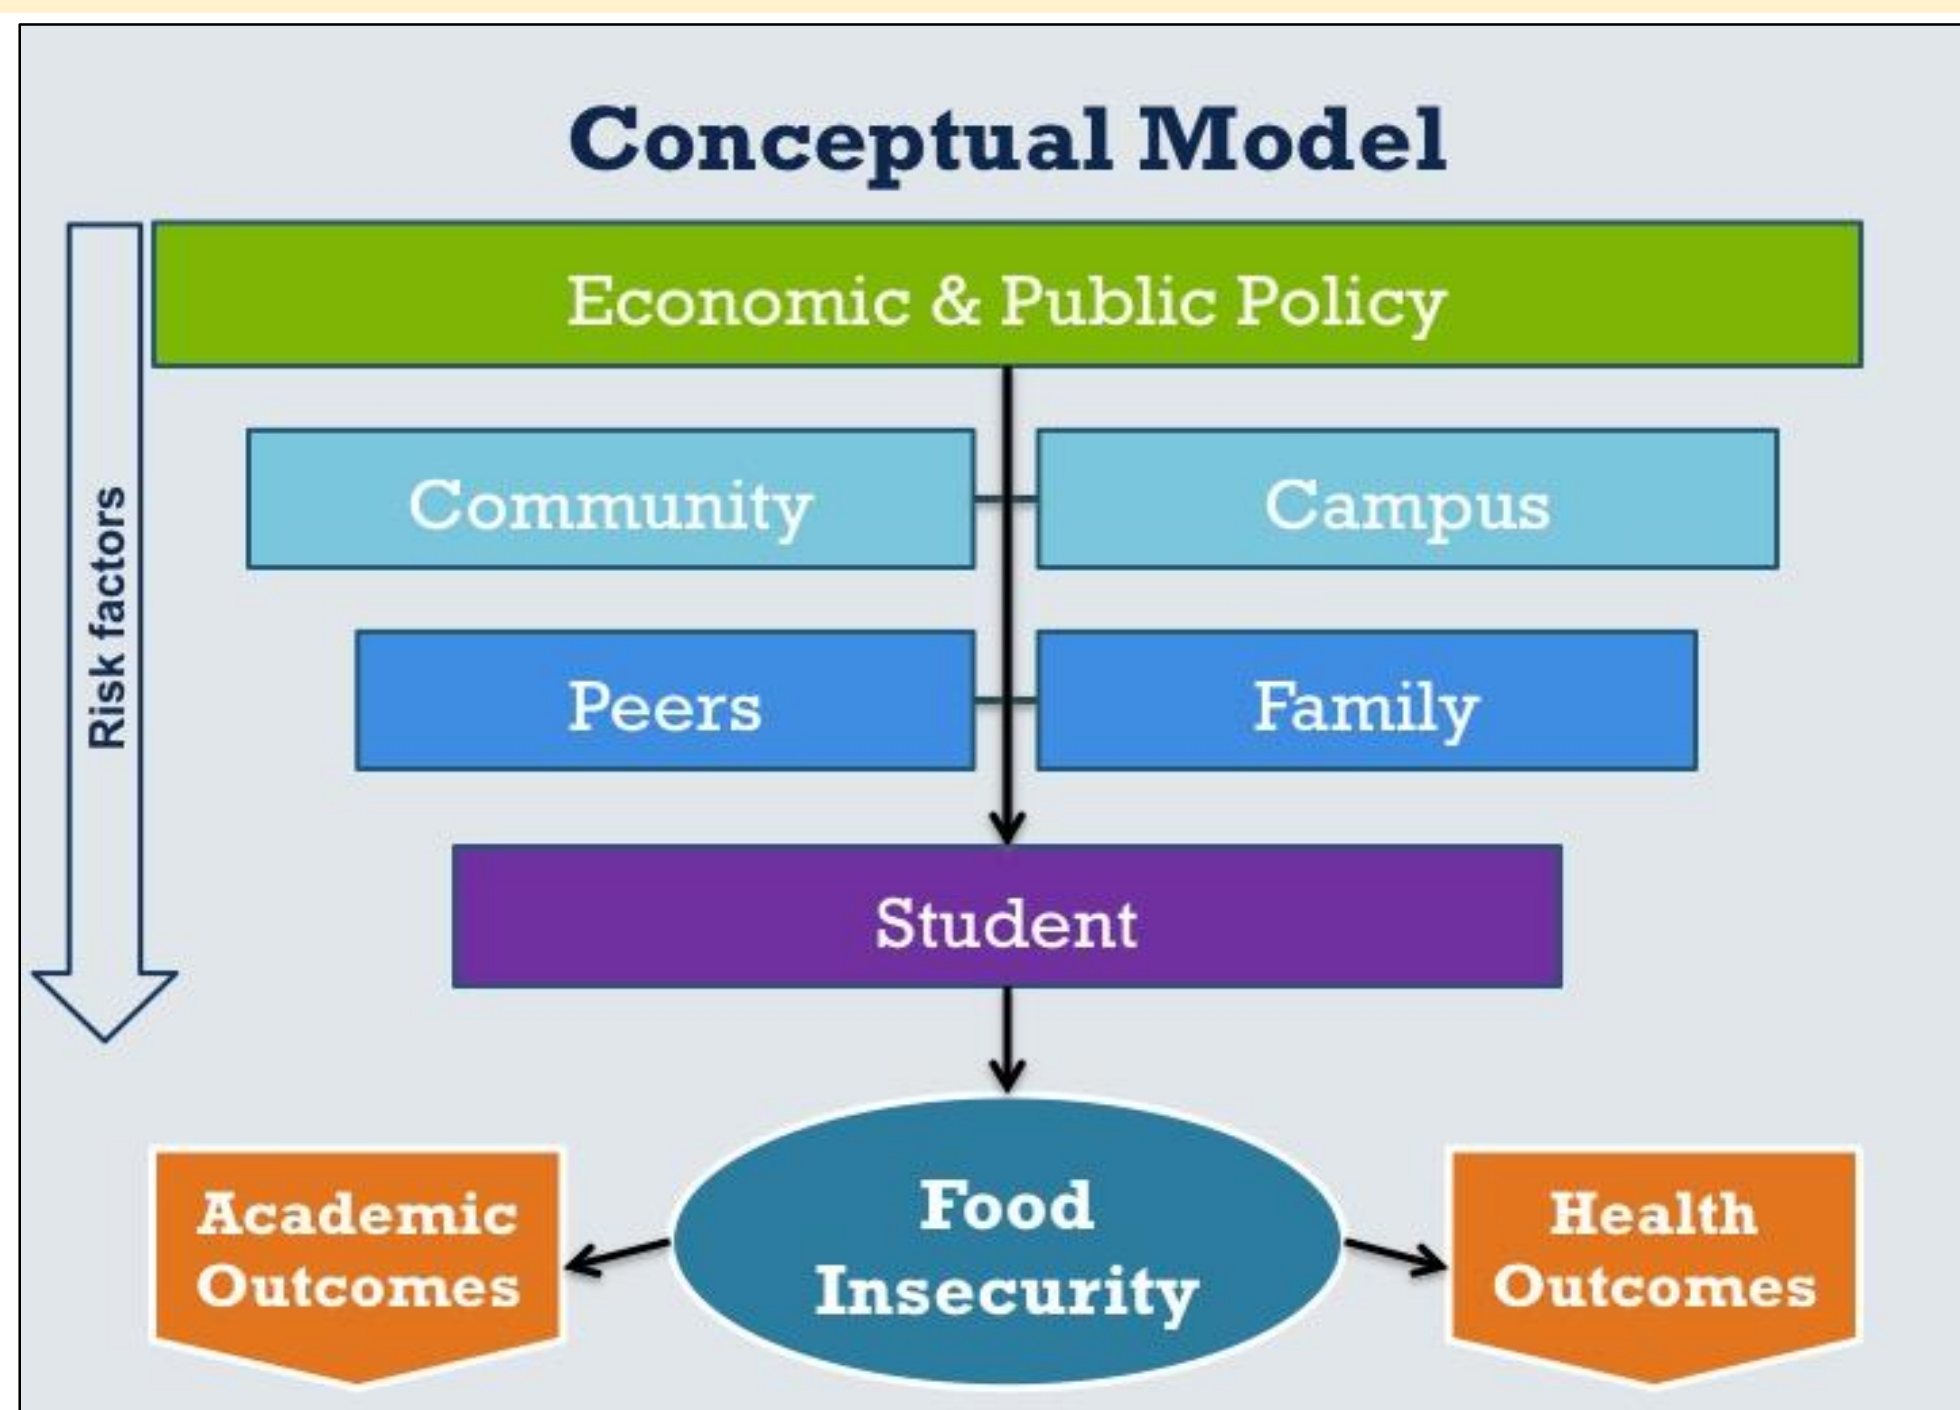 Conceptual Model
Economic & Public Policy
Risk factors
Community
Campus
Peers
Family
Student
Food
Insecurity
Academic
Outcomes
Health
Outcomes